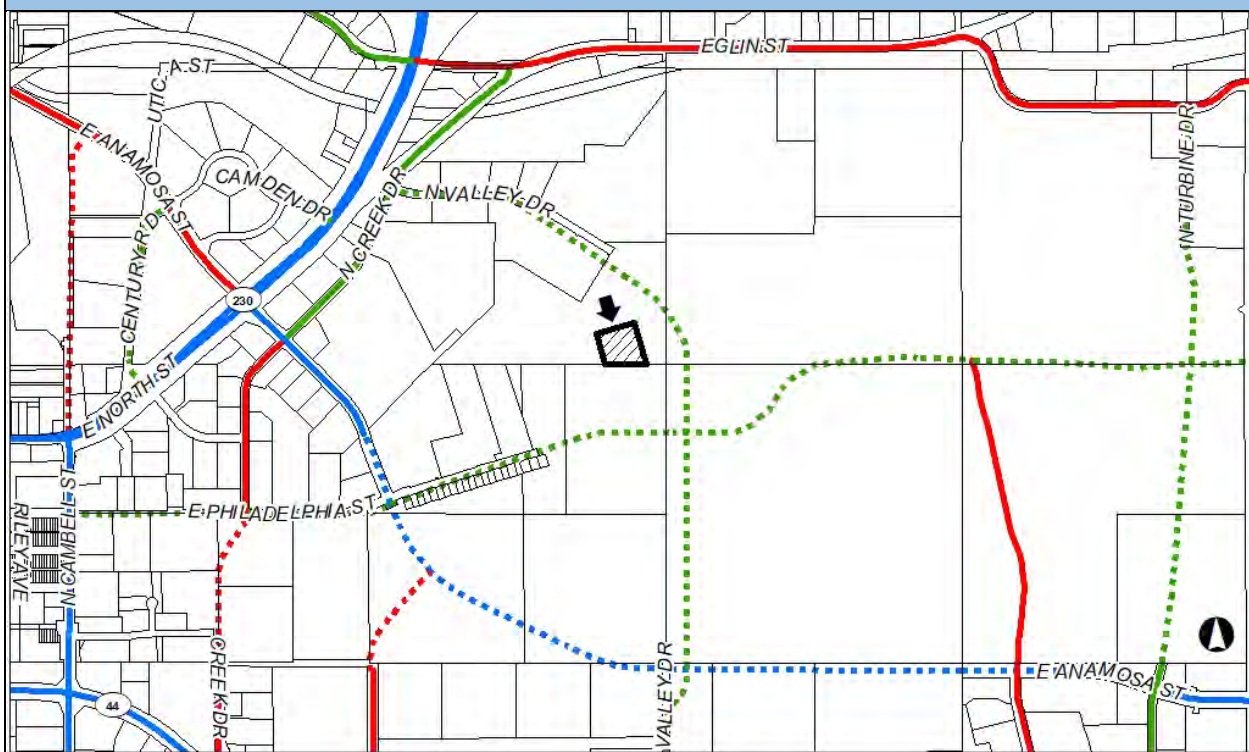 EGLIN ST
UTICA ST
E ANAMOSA ST
CAMDEN DR
N CREEK DR
N VALLEY DR
N TURBINE DR
CENTURY RD
230
E NORTH ST
E PHILADELPHIA ST
N CAMBELL ST
RILEY AVE
CREEK DR
VALLEY DR
E ANAMOSA ST
44